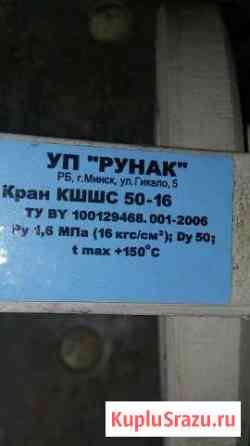 УП "РУНАК"
РБ, г.Минск, ул.Гикало, 5
Кран КШШС 50-16
ТУ BY 100129468.001-2006
Ру 1,6 МПа (16 кгс/см²); Dy 50;
t max +150°C
KupluSrazu.ru